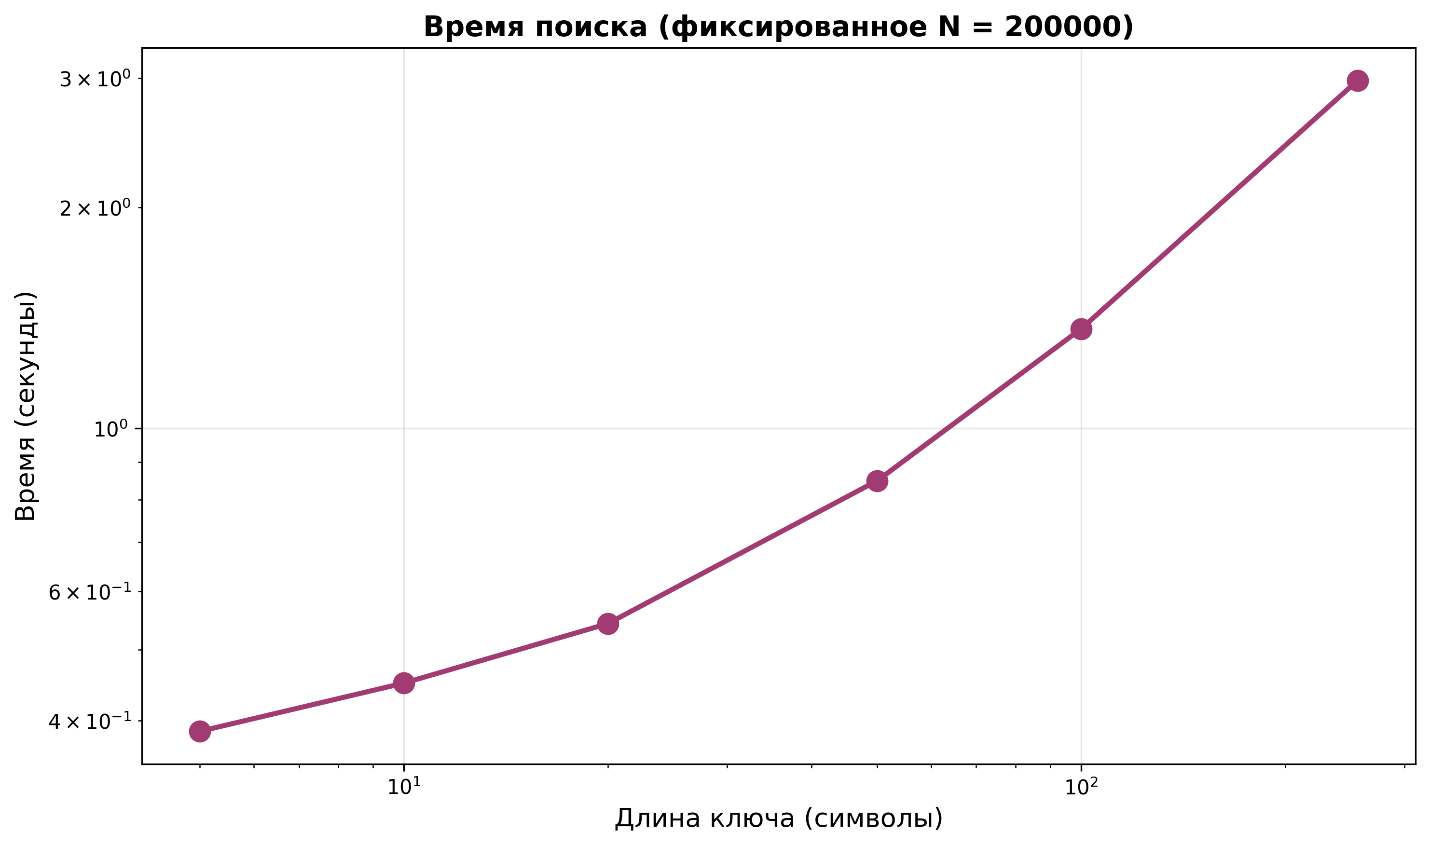 Время поиска (фиксированное N = 200000)
3 × 10⁰
2 × 10⁰
10⁰
6 × 10⁻¹
4 × 10⁻¹
Время (секунды)
10¹
10²
Длина ключа (символы)